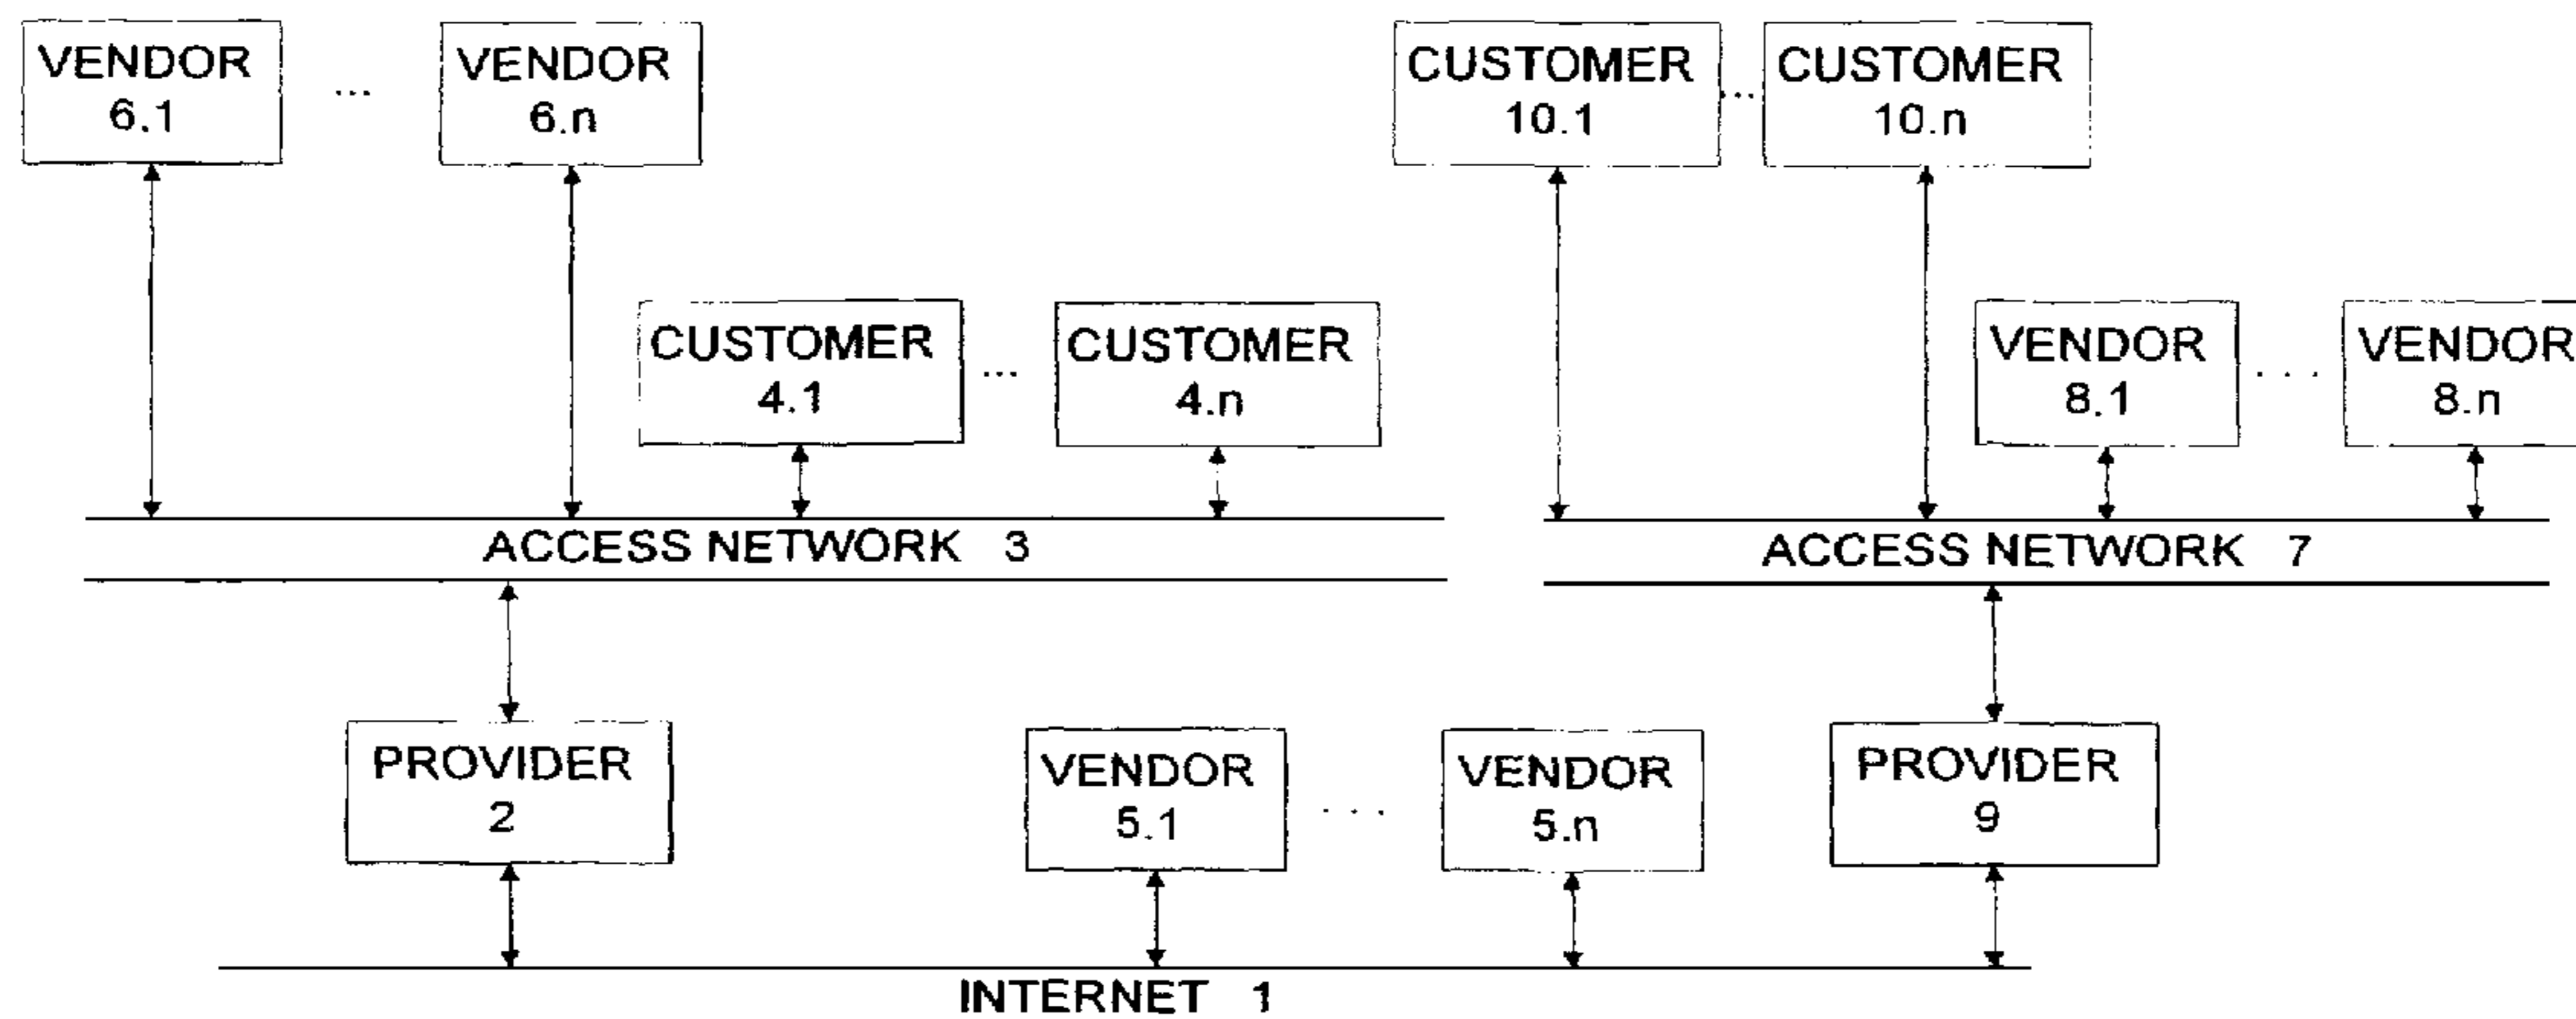 VENDOR
6.1
...
VENDOR
6.n
CUSTOMER
10.1
...
CUSTOMER
10.n
CUSTOMER
4.1
...
CUSTOMER
4.n
VENDOR
8.1
...
VENDOR
8.n
ACCESS NETWORK 3
ACCESS NETWORK 7
PROVIDER
2
VENDOR
5.1
...
VENDOR
5.n
PROVIDER
9
INTERNET 1